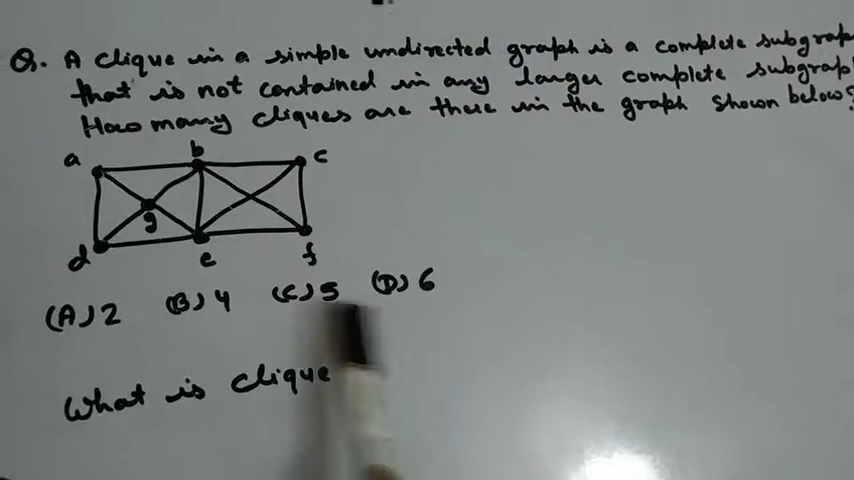 Q. A clique in a simple undirected graph is a complete subgraph
that is not contained in any larger complete subgraph
How many cliques are there in the graph shown below?
a b c
g
d e f
(A) 2 (B) 4 (C) 5 (D) 6
What is clique